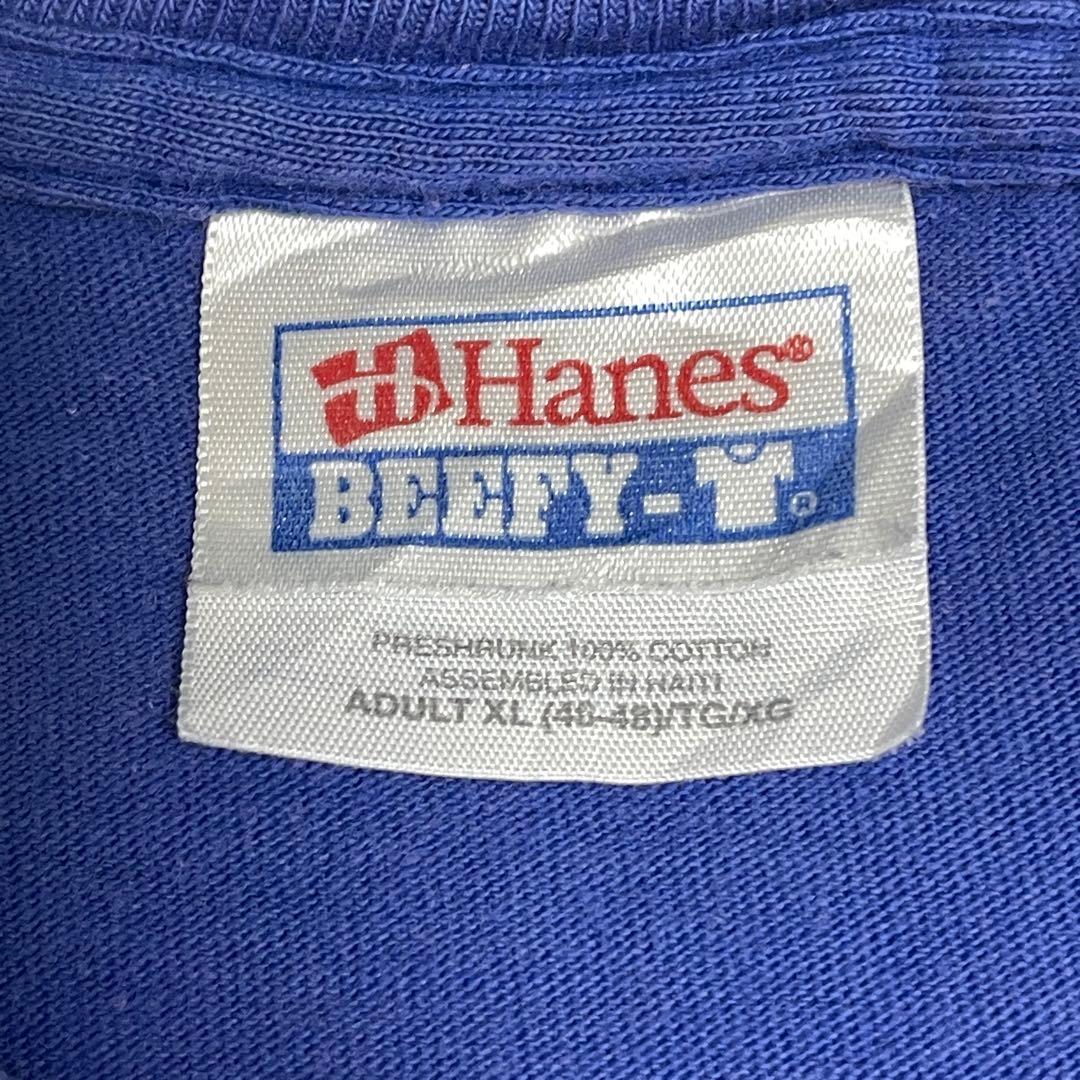 Hanes®
BEEFY-T®
PRESHRUNK 100% COTTON
ASSEMBLED IN HAITI
ADULT XL (46-48)/TG/XG